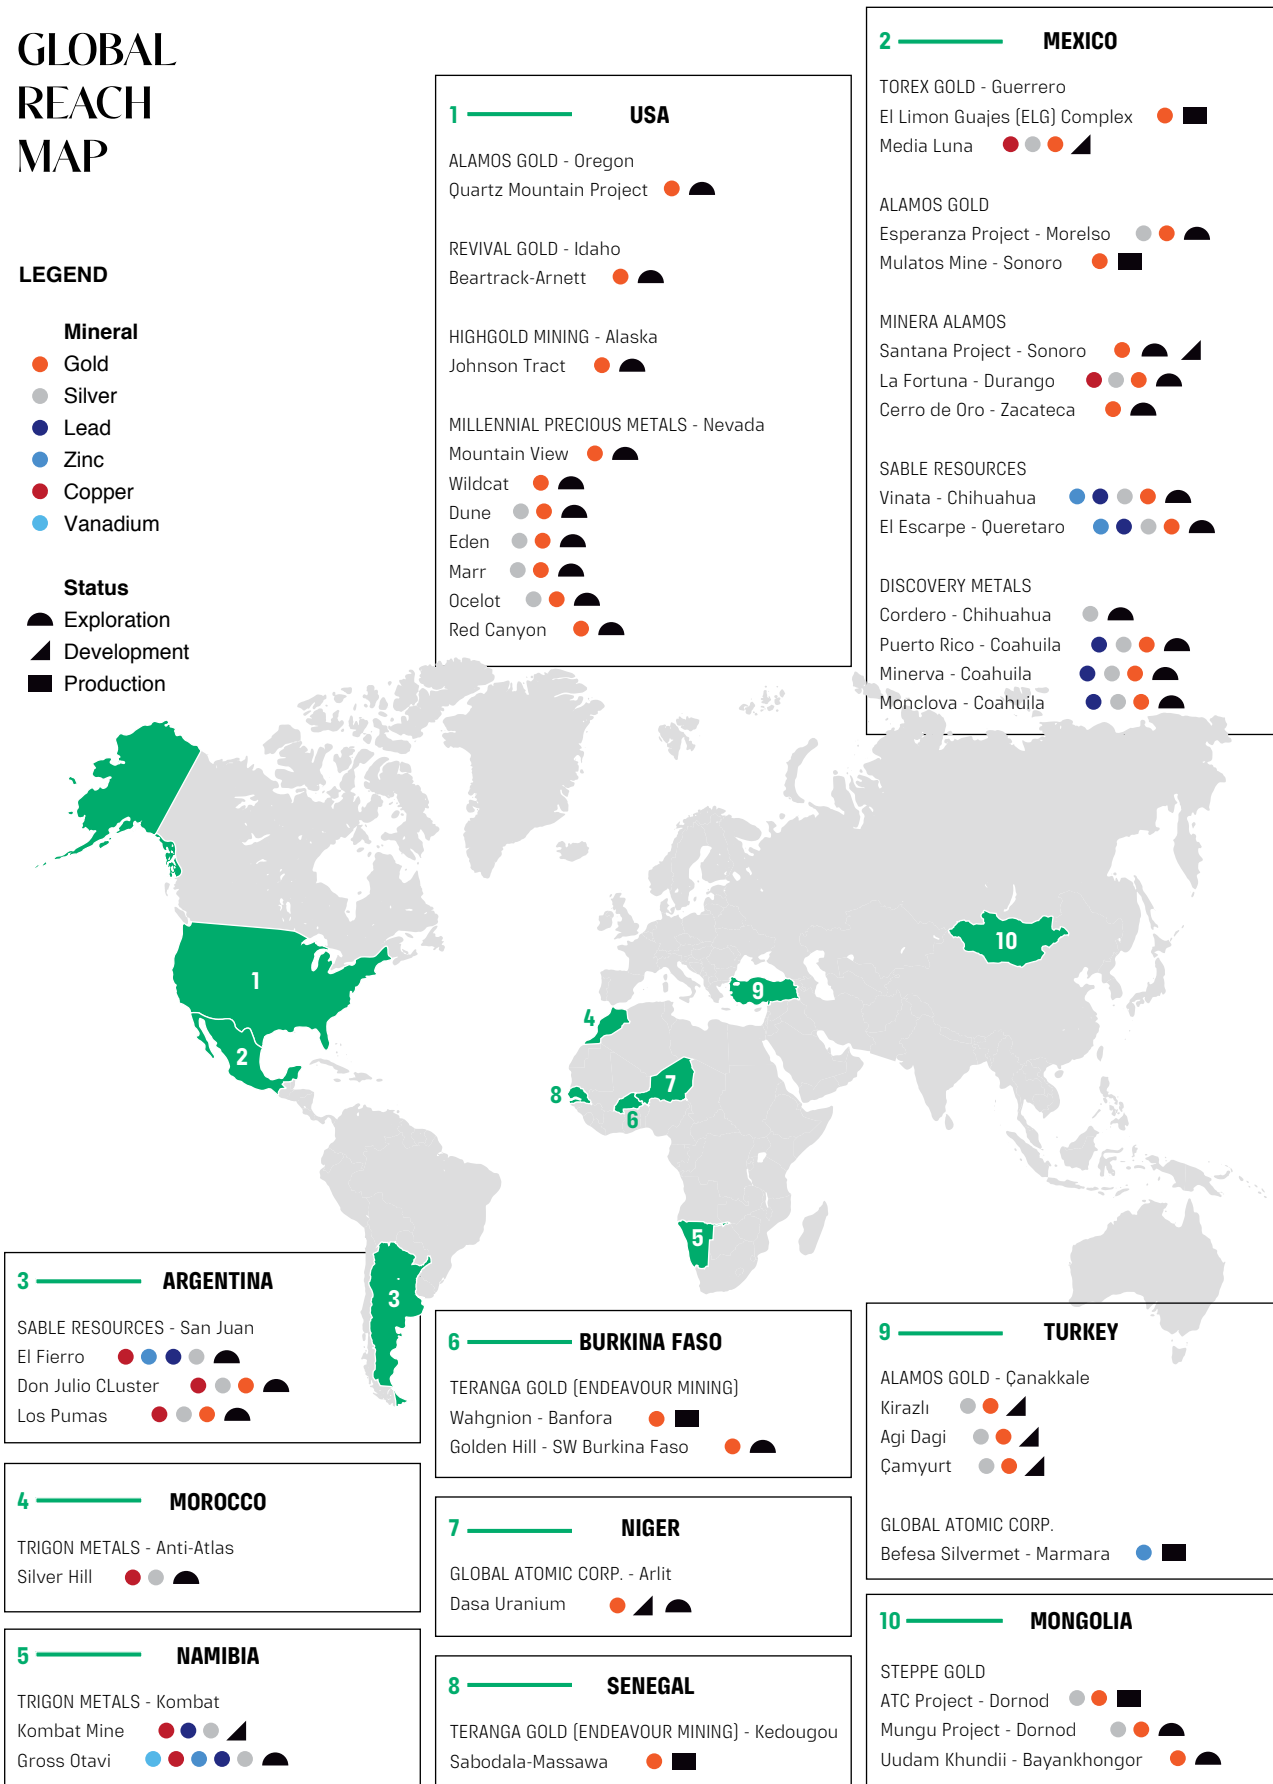 GLOBAL
REACH
MAP
LEGEND
Mineral
Gold
Silver
Lead
Zinc
Copper
Vanadium
Status
Exploration
Development
Production
1 USA
ALAMOS GOLD - Oregon
Quartz Mountain Project
REVIVAL GOLD - Idaho
Beartrack-Arnett
HIGHGOLD MINING - Alaska
Johnson Tract
MILLENNIAL PRECIOUS METALS - Nevada
Mountain View
Wildcat
Dune
Eden
Marr
Ocelot
Red Canyon
2 MEXICO
TOREX GOLD - Guerrero
El Limon Guajes (ELG) Complex
Media Luna
ALAMOS GOLD
Esperanza Project - Morelso
Mulatos Mine - Sonoro
MINERA ALAMOS
Santana Project - Sonoro
La Fortuna - Durango
Cerro de Oro - Zacateca
SABLE RESOURCES
Vinata - Chihuahua
El Escarpe - Queretaro
DISCOVERY METALS
Cordero - Chihuahua
Puerto Rico - Coahuila
Minerva - Coahuila
Monclova - Coahuila
1
2
3
4
5
6
7
8
9
10
3 ARGENTINA
SABLE RESOURCES - San Juan
El Fierro
Don Julio CLuster
Los Pumas
4 MOROCCO
TRIGON METALS - Anti-Atlas
Silver Hill
5 NAMIBIA
TRIGON METALS - Kombat
Kombat Mine
Gross Otavi
6 BURKINA FASO
TERANGA GOLD (ENDEAVOUR MINING)
Wahgnion - Banfora
Golden Hill - SW Burkina Faso
7 NIGER
GLOBAL ATOMIC CORP. - Arlit
Dasa Uranium
8 SENEGAL
TERANGA GOLD (ENDEAVOUR MINING) - Kedougou
Sabodala-Massawa
9 TURKEY
ALAMOS GOLD - Çanakkale
Kirazlı
Agi Dagi
Çamyurt
GLOBAL ATOMIC CORP.
Befesa Silvermet - Marmara
10 MONGOLIA
STEPPE GOLD
ATC Project - Dornod
Mungu Project - Dornod
Uudam Khundii - Bayankhongor